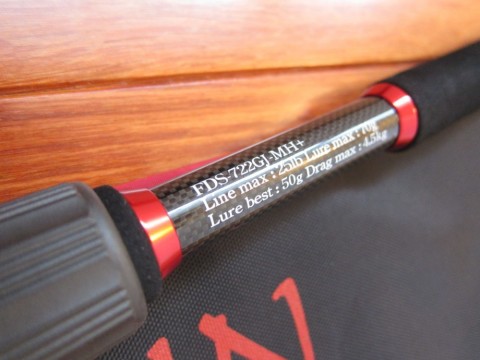 FDS-722GJ-MH+
Line max : 25lb Lure max : 70g
Lure best : 50g Drag max : 4.5kg